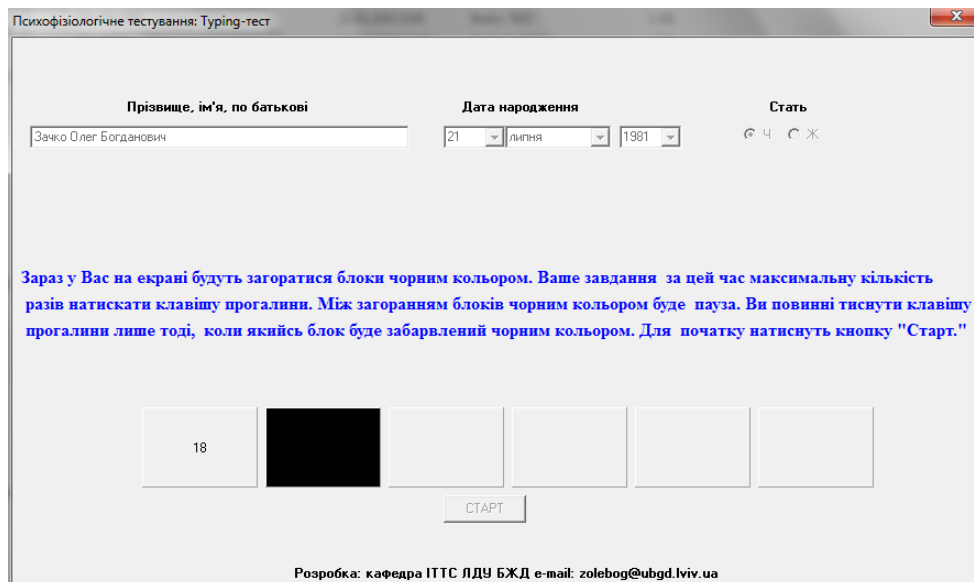 Психофізіологічне тестування: Typing-тест
Прізвище, ім'я, по батькові Дата народження Стать
Зачко Олег Богданович 21 липня 1981 Ч Ж
Зараз у Вас на екрані будуть загоратися блоки чорним кольором. Ваше завдання за цей час максимальну кількість
разів натискати клавішу прогалини. Між загоранням блоків чорним кольором буде пауза. Ви повинні тиснути клавішу
прогалини лише тоді, коли якийсь блок буде забарвлений чорним кольором. Для початку натиснуть кнопку "Старт."
18
СТАРТ
Розробка: кафедра ІТТС ЛДУ БЖД e-mail: zolebog@ubgd.lviv.ua